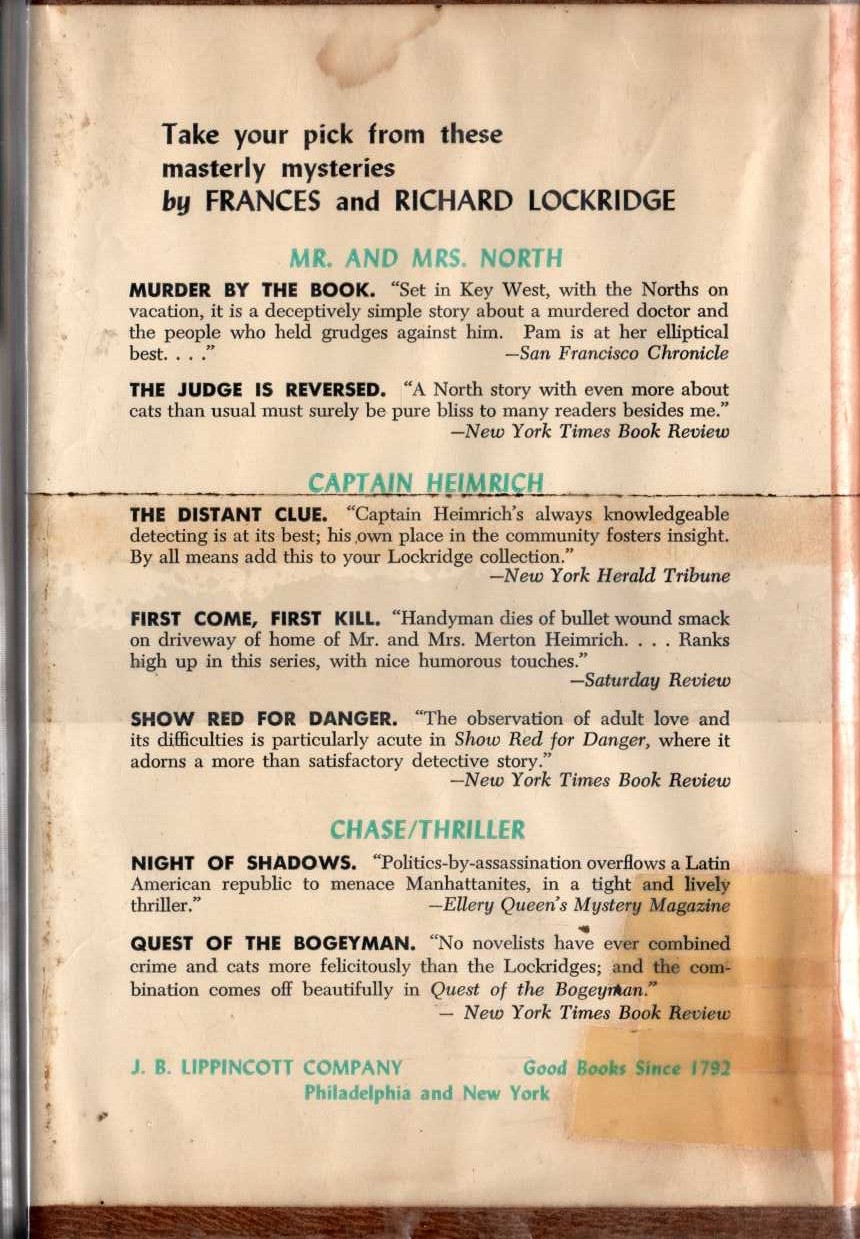 Take your pick from these
masterly mysteries
by FRANCES and RICHARD LOCKRIDGE
MR. AND MRS. NORTH
MURDER BY THE BOOK. “Set in Key West, with the Norths on
vacation, it is a deceptively simple story about a murdered doctor and
the people who held grudges against him. Pam is at her elliptical
best. . . .” —San Francisco Chronicle
THE JUDGE IS REVERSED. “A North story with even more about
cats than usual must surely be pure bliss to many readers besides me.”
—New York Times Book Review
CAPTAIN HEIMRICH
THE DISTANT CLUE. “Captain Heimrich’s always knowledgeable
detecting is at its best; his own place in the community fosters insight.
By all means add this to your Lockridge collection.”
—New York Herald Tribune
FIRST COME, FIRST KILL. “Handyman dies of bullet wound smack
on driveway of home of Mr. and Mrs. Merton Heimrich. . . . Ranks
high up in this series, with nice humorous touches.”
—Saturday Review
SHOW RED FOR DANGER. “The observation of adult love and
its difficulties is particularly acute in Show Red for Danger, where it
adorns a more than satisfactory detective story.”
—New York Times Book Review
CHASE/THRILLER
NIGHT OF SHADOWS. “Politics-by-assassination overflows a Latin
American republic to menace Manhattanites, in a tight and lively
thriller.” —Ellery Queen’s Mystery Magazine
QUEST OF THE BOGEYMAN. “No novelists have ever combined
crime and cats more felicitously than the Lockridges; and the com-
bination comes off beautifully in Quest of the Bogeyman.”
— New York Times Book Review
J. B. LIPPINCOTT COMPANY Good Books Since 1792
Philadelphia and New York